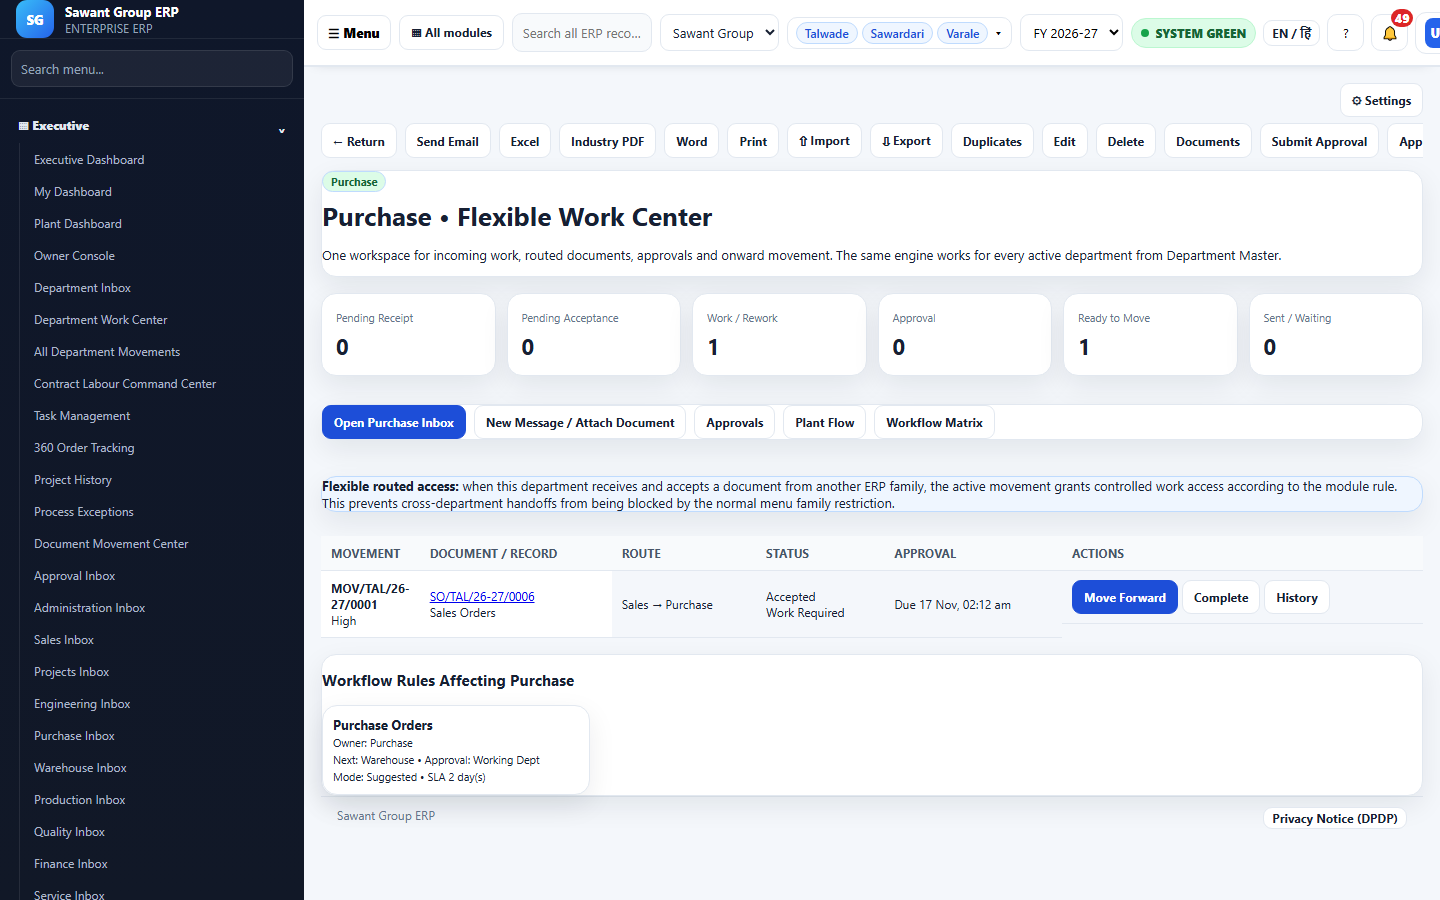 SG
Sawant Group ERP
ENTERPRISE ERP
Search menu...
Executive
Executive Dashboard
My Dashboard
Plant Dashboard
Owner Console
Department Inbox
Department Work Center
All Department Movements
Contract Labour Command Center
Task Management
360 Order Tracking
Project History
Process Exceptions
Document Movement Center
Approval Inbox
Administration Inbox
Sales Inbox
Projects Inbox
Engineering Inbox
Purchase Inbox
Warehouse Inbox
Production Inbox
Quality Inbox
Finance Inbox
Service Inbox
☰ Menu
All modules
Search all ERP reco...
Sawant Group
Talwade Sawardari Varale
FY 2026-27
SYSTEM GREEN
EN / हिं
?
49
U
⚙ Settings
← Return
Send Email
Excel
Industry PDF
Word
Print
⇧ Import
⇩ Export
Duplicates
Edit
Delete
Documents
Submit Approval
App
Purchase
Purchase • Flexible Work Center
One workspace for incoming work, routed documents, approvals and onward movement. The same engine works for every active department from Department Master.
Pending Receipt
0
Pending Acceptance
0
Work / Rework
1
Approval
0
Ready to Move
1
Sent / Waiting
0
Open Purchase Inbox
New Message / Attach Document
Approvals
Plant Flow
Workflow Matrix
Flexible routed access: when this department receives and accepts a document from another ERP family, the active movement grants controlled work access according to the module rule.
This prevents cross-department handoffs from being blocked by the normal menu family restriction.
MOVEMENT DOCUMENT / RECORD ROUTE STATUS APPROVAL ACTIONS
MOV/TAL/26-
27/0001
High
SO/TAL/26-27/0006
Sales Orders
Sales → Purchase
Accepted
Work Required
Due 17 Nov, 02:12 am
Move Forward
Complete
History
Workflow Rules Affecting Purchase
Purchase Orders
Owner: Purchase
Next: Warehouse • Approval: Working Dept
Mode: Suggested • SLA 2 day(s)
Sawant Group ERP
Privacy Notice (DPDP)